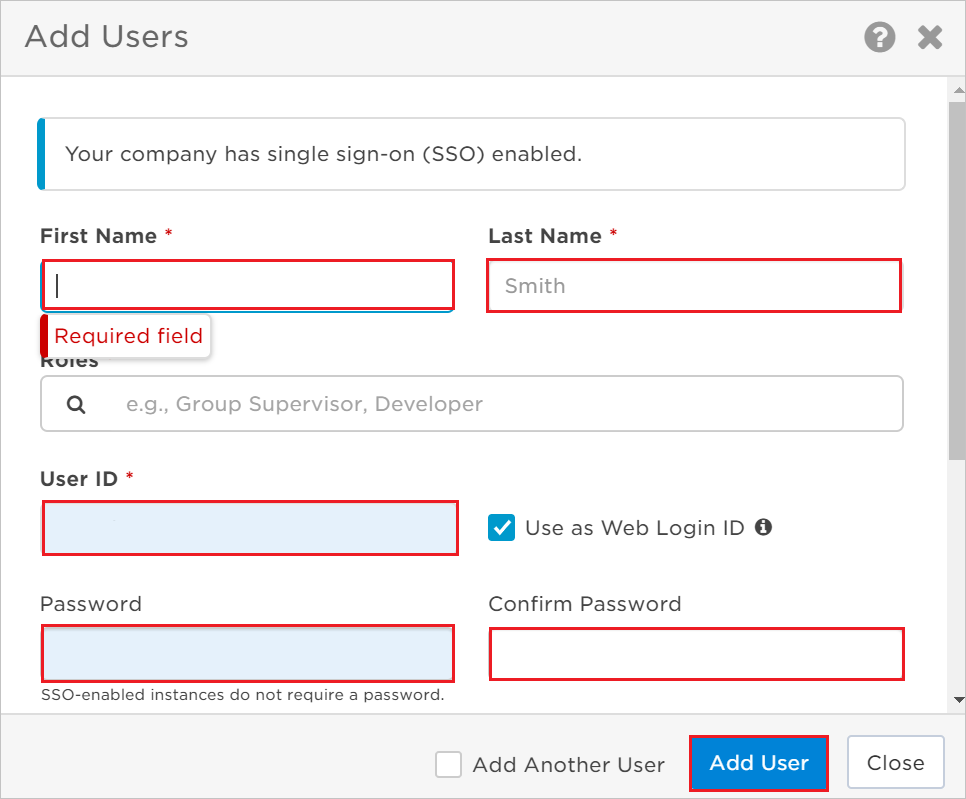 Add Users
Your company has single sign-on (SSO) enabled.
First Name *
Last Name *
Smith
Required field
Roles
e.g., Group Supervisor, Developer
User ID *
Use as Web Login ID
Password
Confirm Password
SSO-enabled instances do not require a password.
Add Another User
Add User
Close